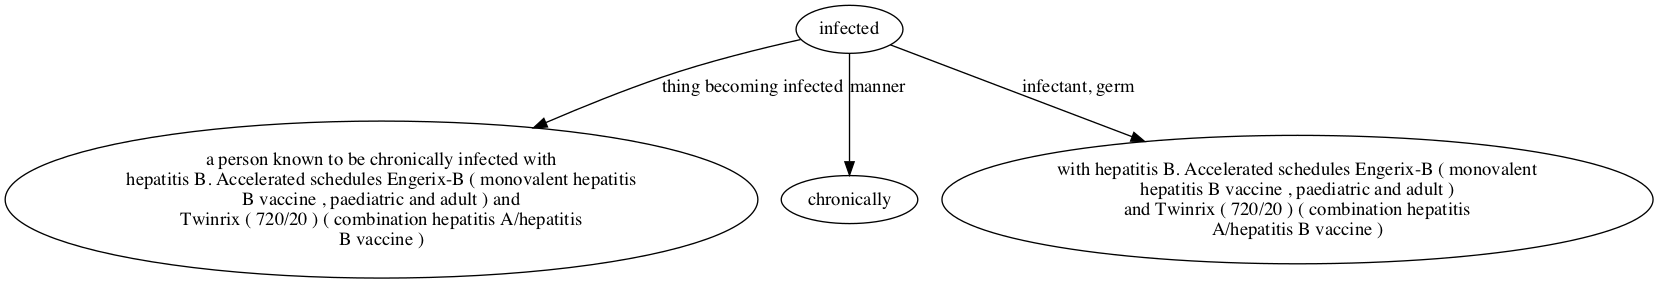 infected
thing becoming infected
manner
infectant, germ
a person known to be chronically infected with
hepatitis B. Accelerated schedules Engerix-B ( monovalent hepatitis
B vaccine , paediatric and adult ) and
Twinrix ( 720/20 ) ( combination hepatitis A/hepatitis
B vaccine )
chronically
with hepatitis B. Accelerated schedules Engerix-B ( monovalent
hepatitis B vaccine , paediatric and adult )
and Twinrix ( 720/20 ) ( combination hepatitis
A/hepatitis B vaccine )